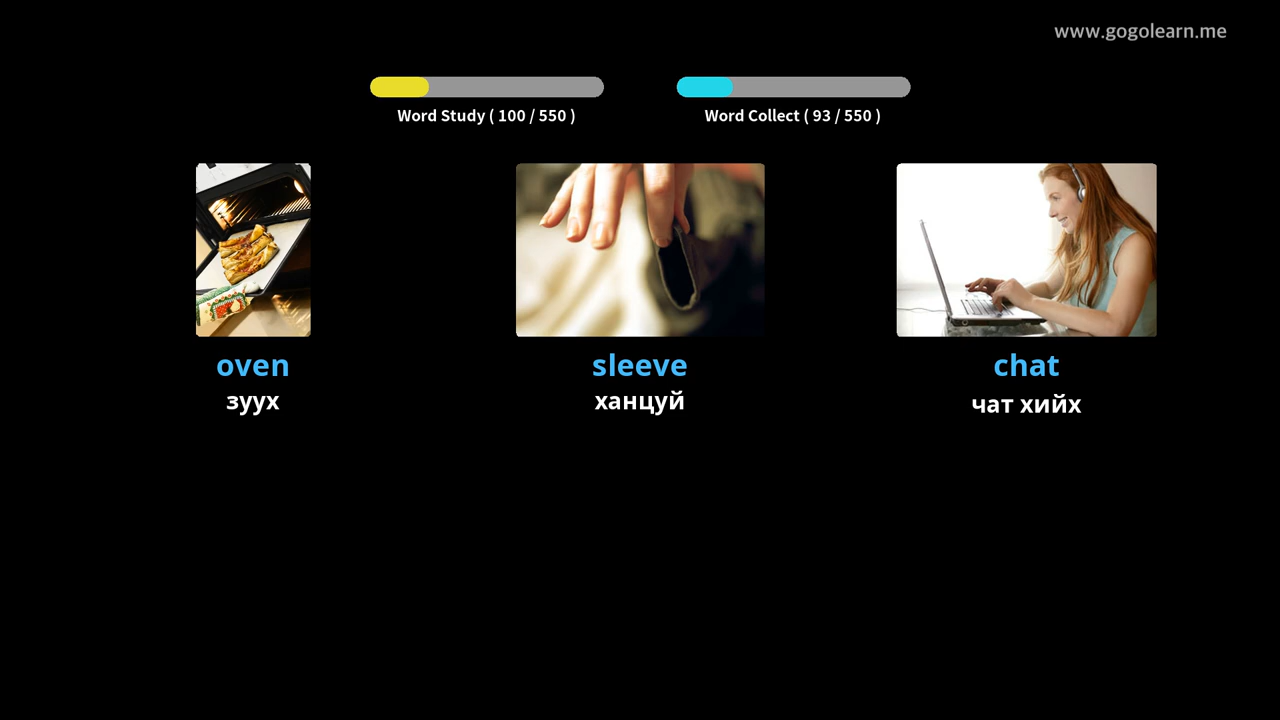 www.gogolearn.me
Word Study ( 100 / 550 )
Word Collect ( 93 / 550 )
oven
зуух
sleeve
ханцуй
chat
чат хийх